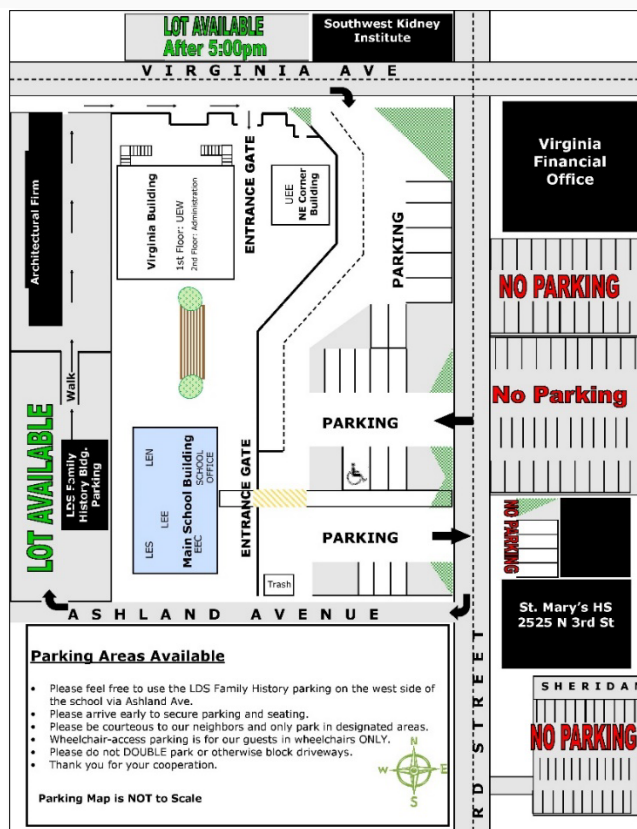 LOT AVAILABLE
After 5:00pm
Southwest Kidney
Institute
VIRGINIA AVE
Architectural Firm
Virginia Building
1st Floor: UEW
2nd Floor: Administration
ENTRANCE GATE
UEE
NE Corner
Building
PARKING
Virginia
Financial
Office
NO PARKING
No Parking
Walk
LOT AVAILABLE
LDS Family
History Bldg.
Parking
LEN
LEE
LES
Main School Building
SCHOOL
OFFICE
EEC
ENTRANCE GATE
PARKING
PARKING
Trash
NO PARKING
St. Mary's HS
2525 N 3rd St
ASHLAND AVENUE
RD STREET
SHERIDAN
NO PARKING
Parking Areas Available
• Please feel free to use the LDS Family History parking on the west side of
the school via Ashland Ave.
• Please arrive early to secure parking and seating.
• Please be courteous to our neighbors and only park in designated areas.
• Wheelchair-access parking is for our guests in wheelchairs ONLY.
• Please do not DOUBLE park or otherwise block driveways.
• Thank you for your cooperation.
N
W
E
S
Parking Map is NOT to Scale